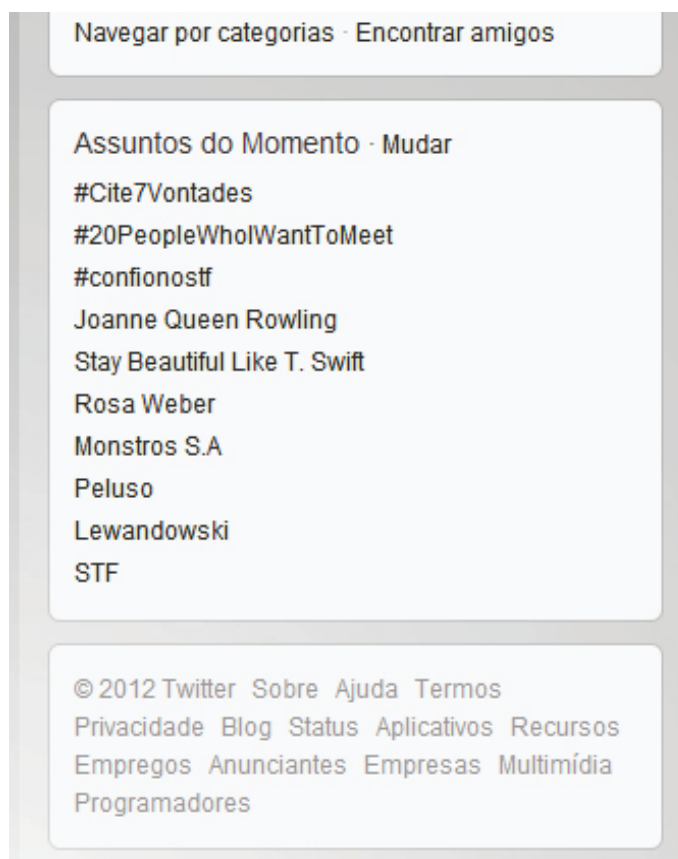 Navegar por categorias · Encontrar amigos
Assuntos do Momento · Mudar
#Cite7Vontades
#20PeopleWhoIWantToMeet
#confionostf
Joanne Queen Rowling
Stay Beautiful Like T. Swift
Rosa Weber
Monstros S.A
Peluso
Lewandowski
STF
© 2012 Twitter Sobre Ajuda Termos
Privacidade Blog Status Aplicativos Recursos
Empregos Anunciantes Empresas Multimídia
Programadores